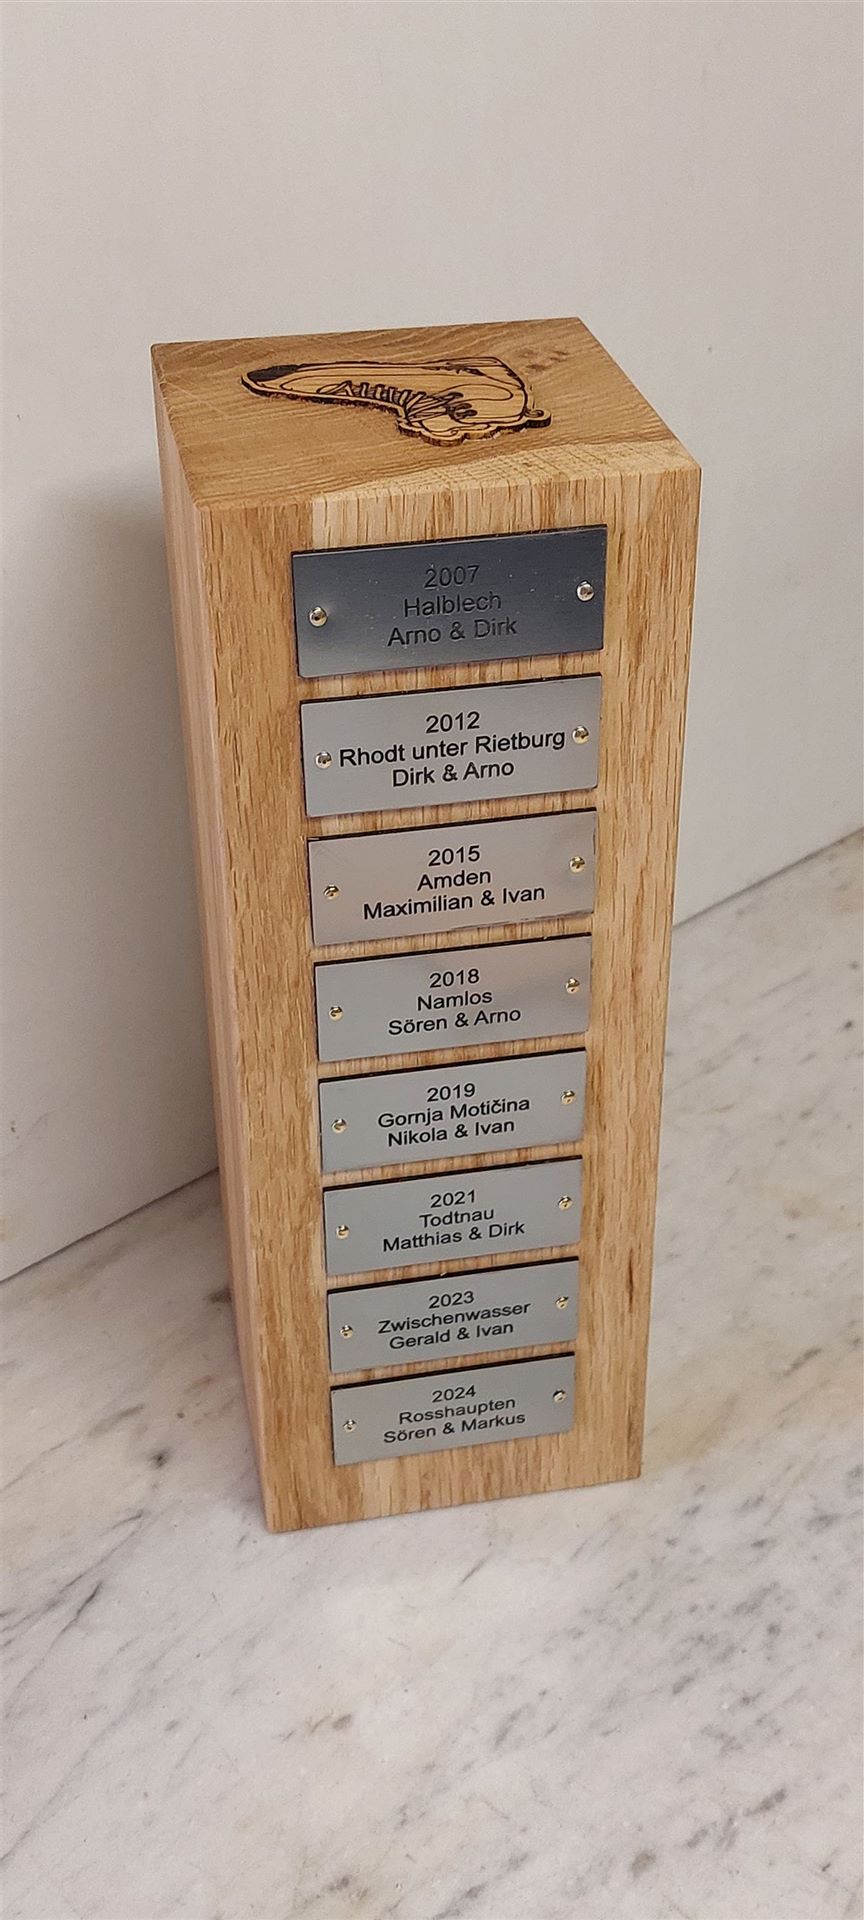 2007
Halblech
Arno & Dirk
2012
Rhodt unter Rietburg
Dirk & Arno
2015
Amden
Maximilian & Ivan
2018
Namlos
Sören & Arno
2019
Gornja Motičina
Nikola & Ivan
2021
Todtnau
Matthias & Dirk
2023
Zwischenwasser
Gerald & Ivan
2024
Rosshaupten
Sören & Markus